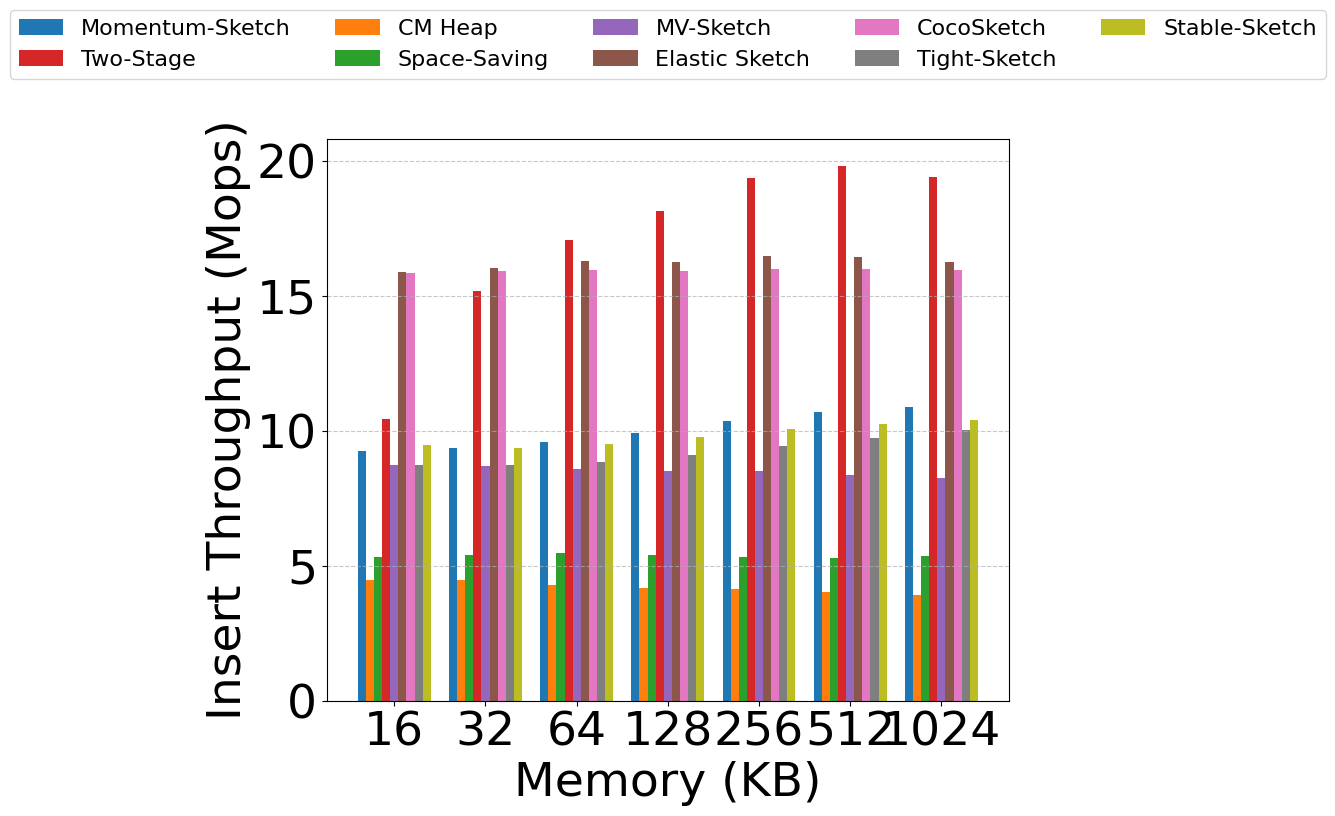 Momentum-Sketch CM Heap MV-Sketch CocoSketch Stable-Sketch
Two-Stage Space-Saving Elastic Sketch Tight-Sketch
Insert Throughput (Mops)
20
15
10
5
0
16 32 64 128 256 512 1024
Memory (KB)